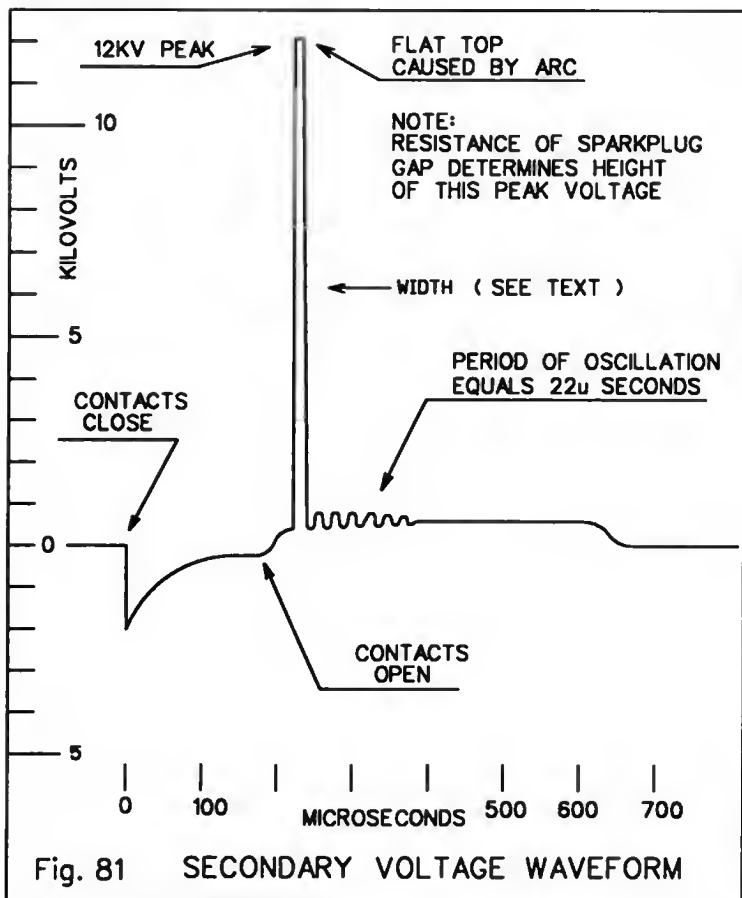 12KV PEAK
FLAT TOP
CAUSED BY ARC
10
NOTE:
RESISTANCE OF SPARKPLUG
GAP DETERMINES HEIGHT
OF THIS PEAK VOLTAGE
KILOVOLTS
WIDTH ( SEE TEXT )
5
PERIOD OF OSCILLATION
EQUALS 22u SECONDS
CONTACTS
CLOSE
0
CONTACTS
OPEN
5
0 100 MICROSECONDS 500 600 700
Fig. 81 SECONDARY VOLTAGE WAVEFORM